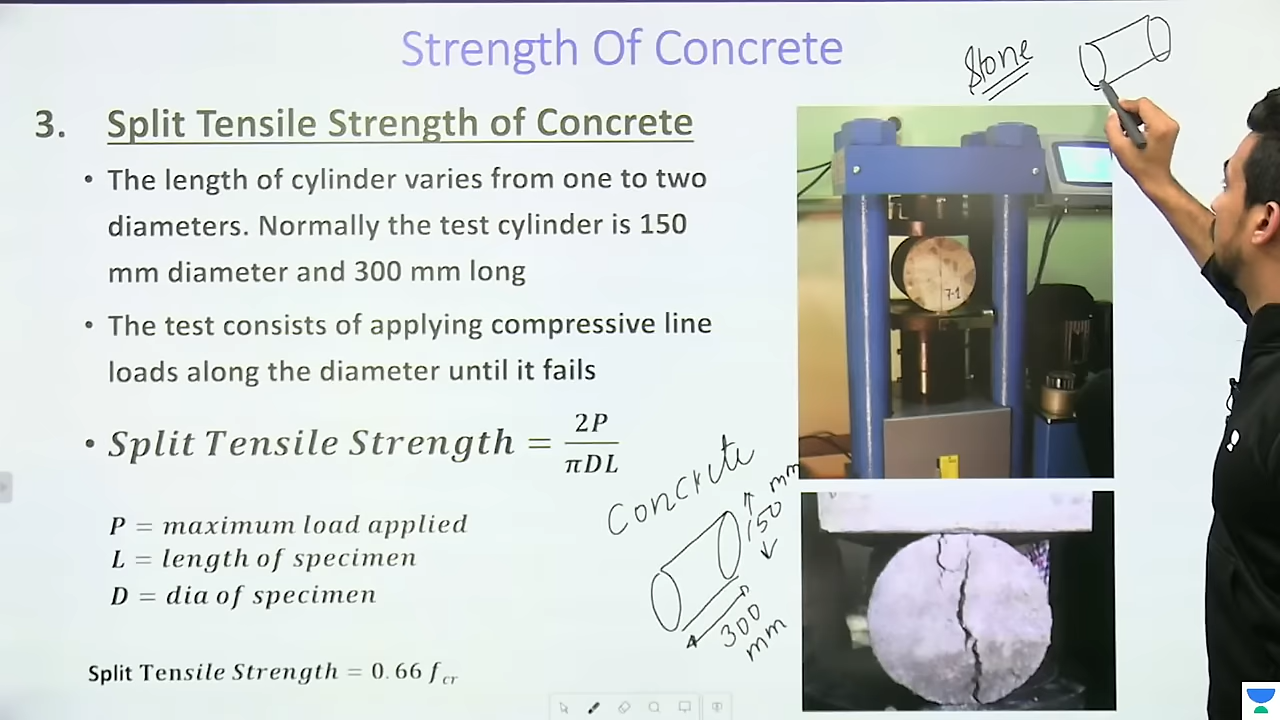 Strength Of Concrete
Stone
3. Split Tensile Strength of Concrete
• The length of cylinder varies from one to two
diameters. Normally the test cylinder is 150
mm diameter and 300 mm long
• The test consists of applying compressive line
loads along the diameter until it fails
7-1
• Split Tensile Strength = 2P/πDL
Concrete
150 mm
300 mm
P = maximum load applied
L = length of specimen
D = dia of specimen
Split Tensile Strength = 0.66 f_cr